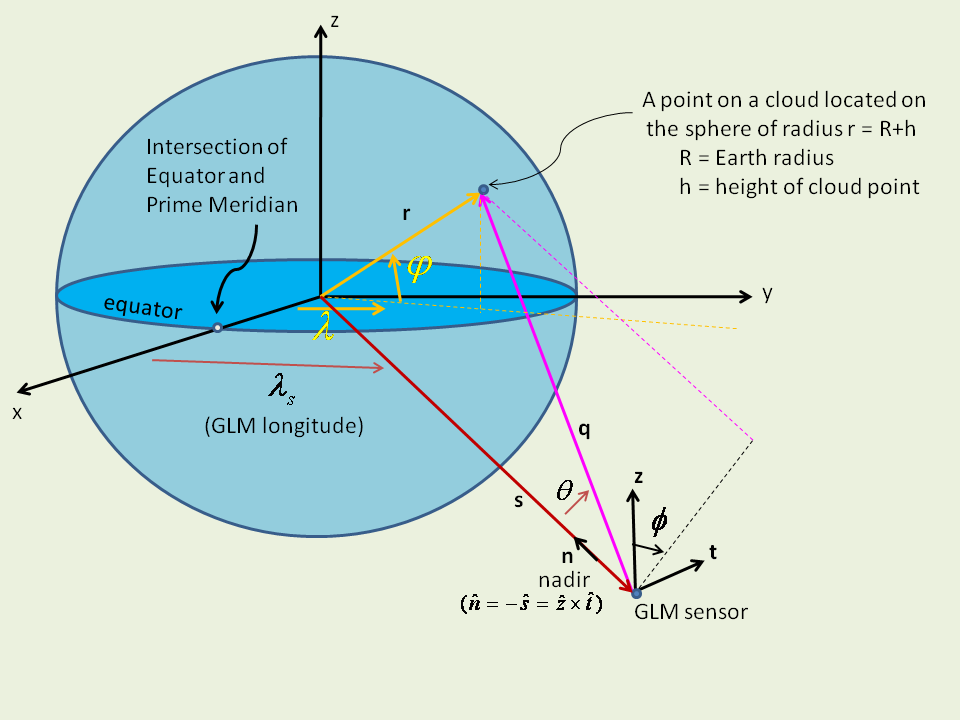 z
A point on a cloud located on
the sphere of radius r = R+h
R = Earth radius
h = height of cloud point
Intersection of
Equator and
Prime Meridian
r
φ
equator
λ
y
x
λs
(GLM longitude)
q
s
θ
z
ϕ
t
n
nadir
(n̂ = −ŝ = ẑ × t̂)
GLM sensor